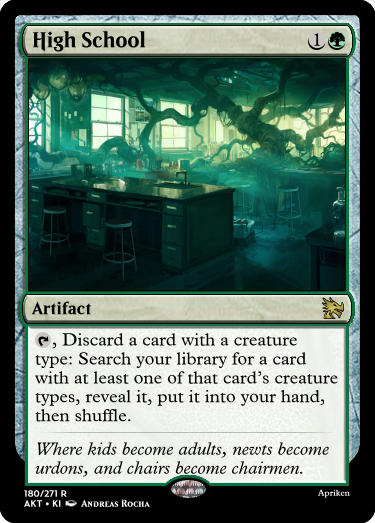 High School 1
Artifact
, Discard a card with a creature
type: Search your library for a card
with at least one of that card's creature
types, reveal it, put it into your hand,
then shuffle.
Where kids become adults, newts become
urdons, and chairs become chairmen.
180/271 R Apriken
AKT • KI Andreas Rocha